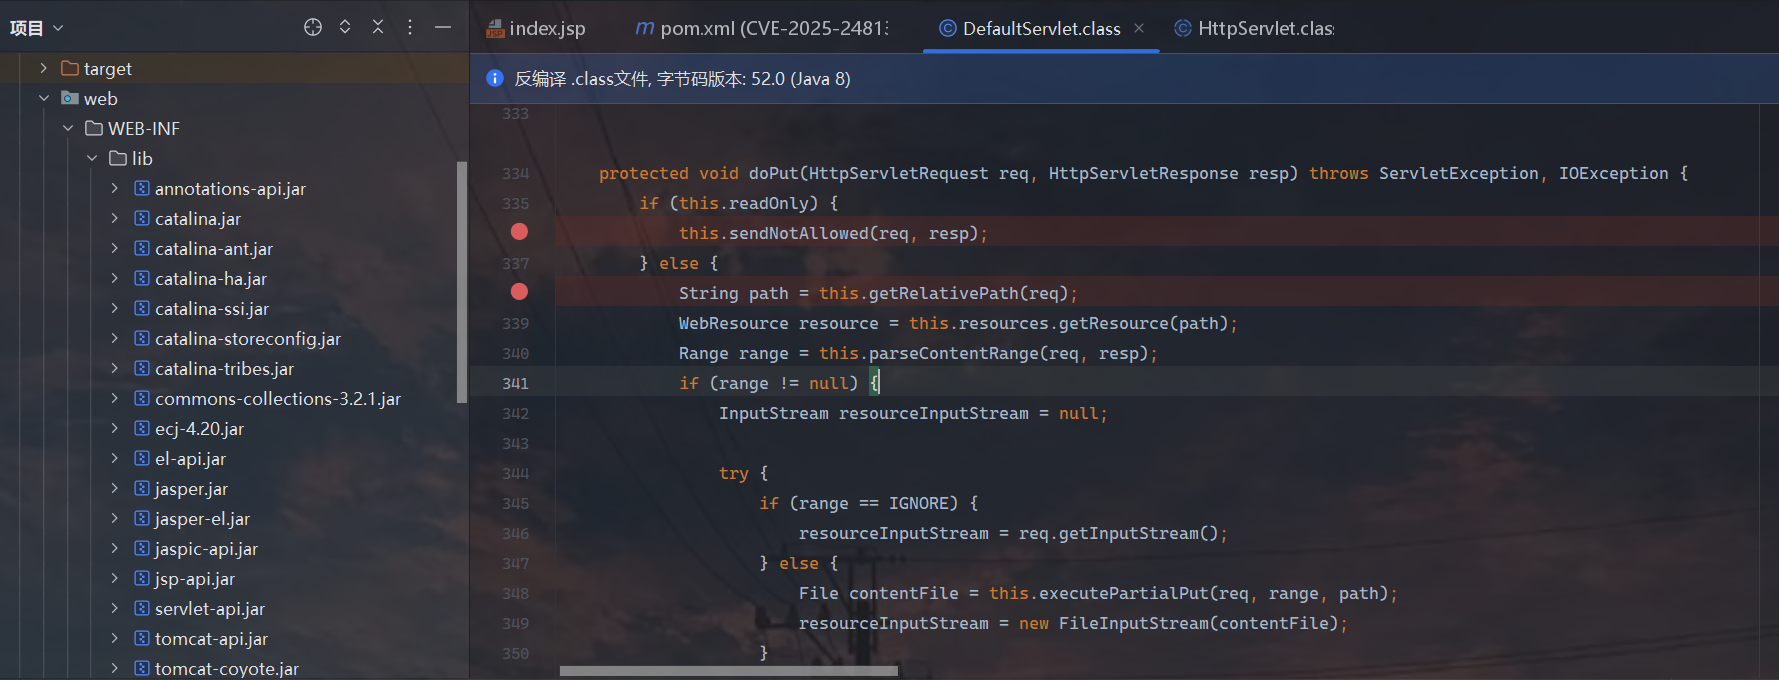 项目
index.jsp
pom.xml (CVE-2025-2481
DefaultServlet.class
HttpServlet.clas
target
web
WEB-INF
lib
annotations-api.jar
catalina.jar
catalina-ant.jar
catalina-ha.jar
catalina-ssi.jar
catalina-storeconfig.jar
catalina-tribes.jar
commons-collections-3.2.1.jar
ecj-4.20.jar
el-api.jar
jasper.jar
jasper-el.jar
jaspic-api.jar
jsp-api.jar
servlet-api.jar
tomcat-api.jar
tomcat-coyote.jar
反编译 .class文件, 字节码版本: 52.0 (Java 8)
333
334 protected void doPut(HttpServletRequest req, HttpServletResponse resp) throws ServletException, IOException {
335 if (this.readOnly) {
this.sendNotAllowed(req, resp);
337 } else {
String path = this.getRelativePath(req);
339 WebResource resource = this.resources.getResource(path);
340 Range range = this.parseContentRange(req, resp);
341 if (range != null) {
342 InputStream resourceInputStream = null;
343
344 try {
345 if (range == IGNORE) {
346 resourceInputStream = req.getInputStream();
347 } else {
348 File contentFile = this.executePartialPut(req, range, path);
349 resourceInputStream = new FileInputStream(contentFile);
350 }